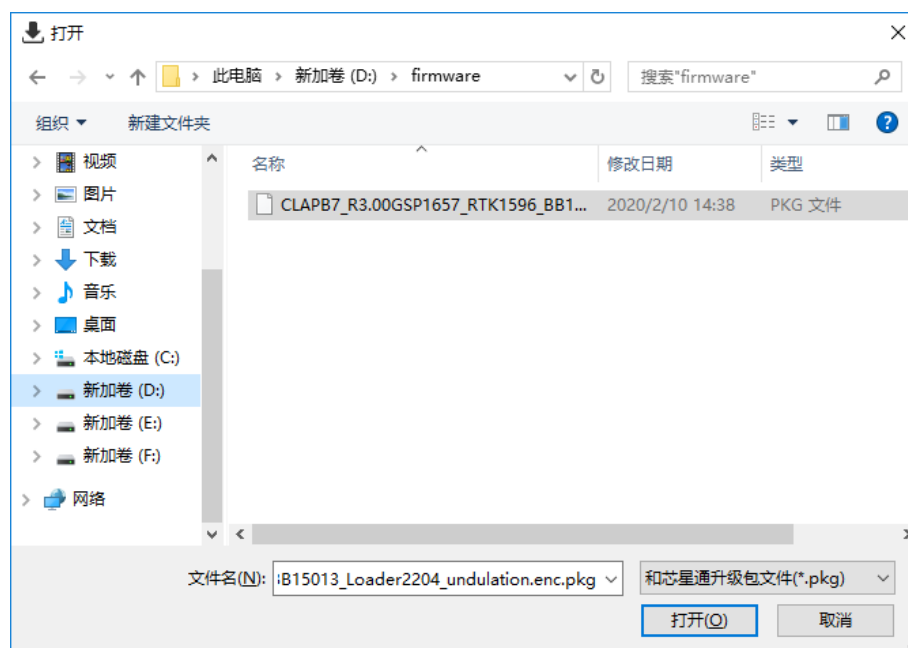 打开
此电脑 › 新加卷 (D:) › firmware
搜索"firmware"
组织 新建文件夹
名称 修改日期 类型
CLAPB7_R3.00GSP1657_RTK1596_BB1... 2020/2/10 14:38 PKG 文件
视频
图片
文档
下载
音乐
桌面
本地磁盘 (C:)
新加卷 (D:)
新加卷 (E:)
新加卷 (F:)
网络
文件名(N): B15013_Loader2204_undulation.enc.pkg 和芯星通升级包文件(*.pkg)
打开(O) 取消